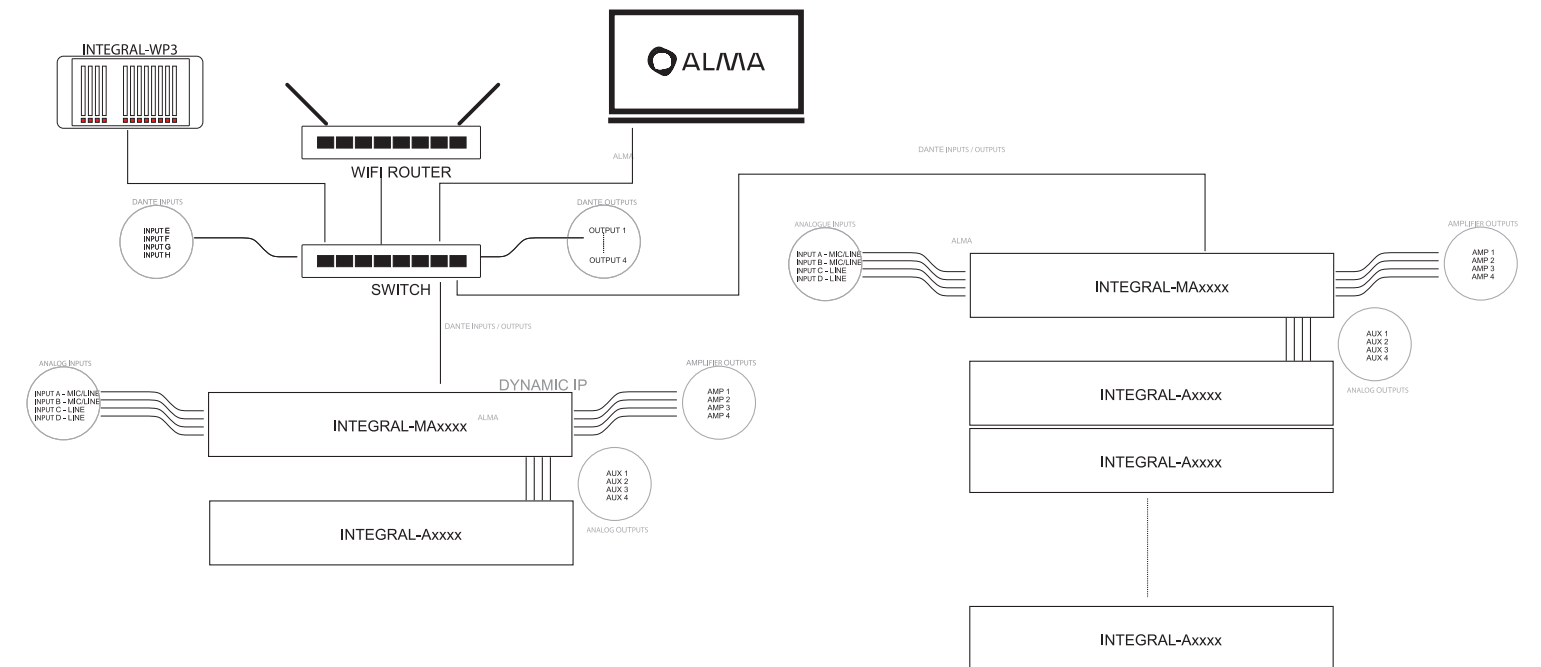 INTEGRAL-WP3
ALMA
WIFI ROUTER
ALMA
DANTE INPUTS / OUTPUTS
DANTE INPUTS
INPUT E
INPUT F
INPUT G
INPUT H
DANTE OUTPUTS
OUTPUT 1
OUTPUT 4
SWITCH
DANTE INPUTS / OUTPUTS
ANALOG INPUTS
INPUT A – MIC/LINE
INPUT B – MIC/LINE
INPUT C – LINE
INPUT D – LINE
DYNAMIC IP
INTEGRAL-MAxxxx
ALMA
AMPLIFIER OUTPUTS
AMP 1
AMP 2
AMP 3
AMP 4
AUX 1
AUX 2
AUX 3
AUX 4
ANALOG OUTPUTS
INTEGRAL-Axxxx
ANALOGUE INPUTS
INPUT A – MIC/LINE
INPUT B – MIC/LINE
INPUT C – LINE
INPUT D – LINE
ALMA
INTEGRAL-MAxxxx
AMPLIFIER OUTPUTS
AMP 1
AMP 2
AMP 3
AMP 4
AUX 1
AUX 2
AUX 3
AUX 4
ANALOG OUTPUTS
INTEGRAL-Axxxx
INTEGRAL-Axxxx
INTEGRAL-Axxxx